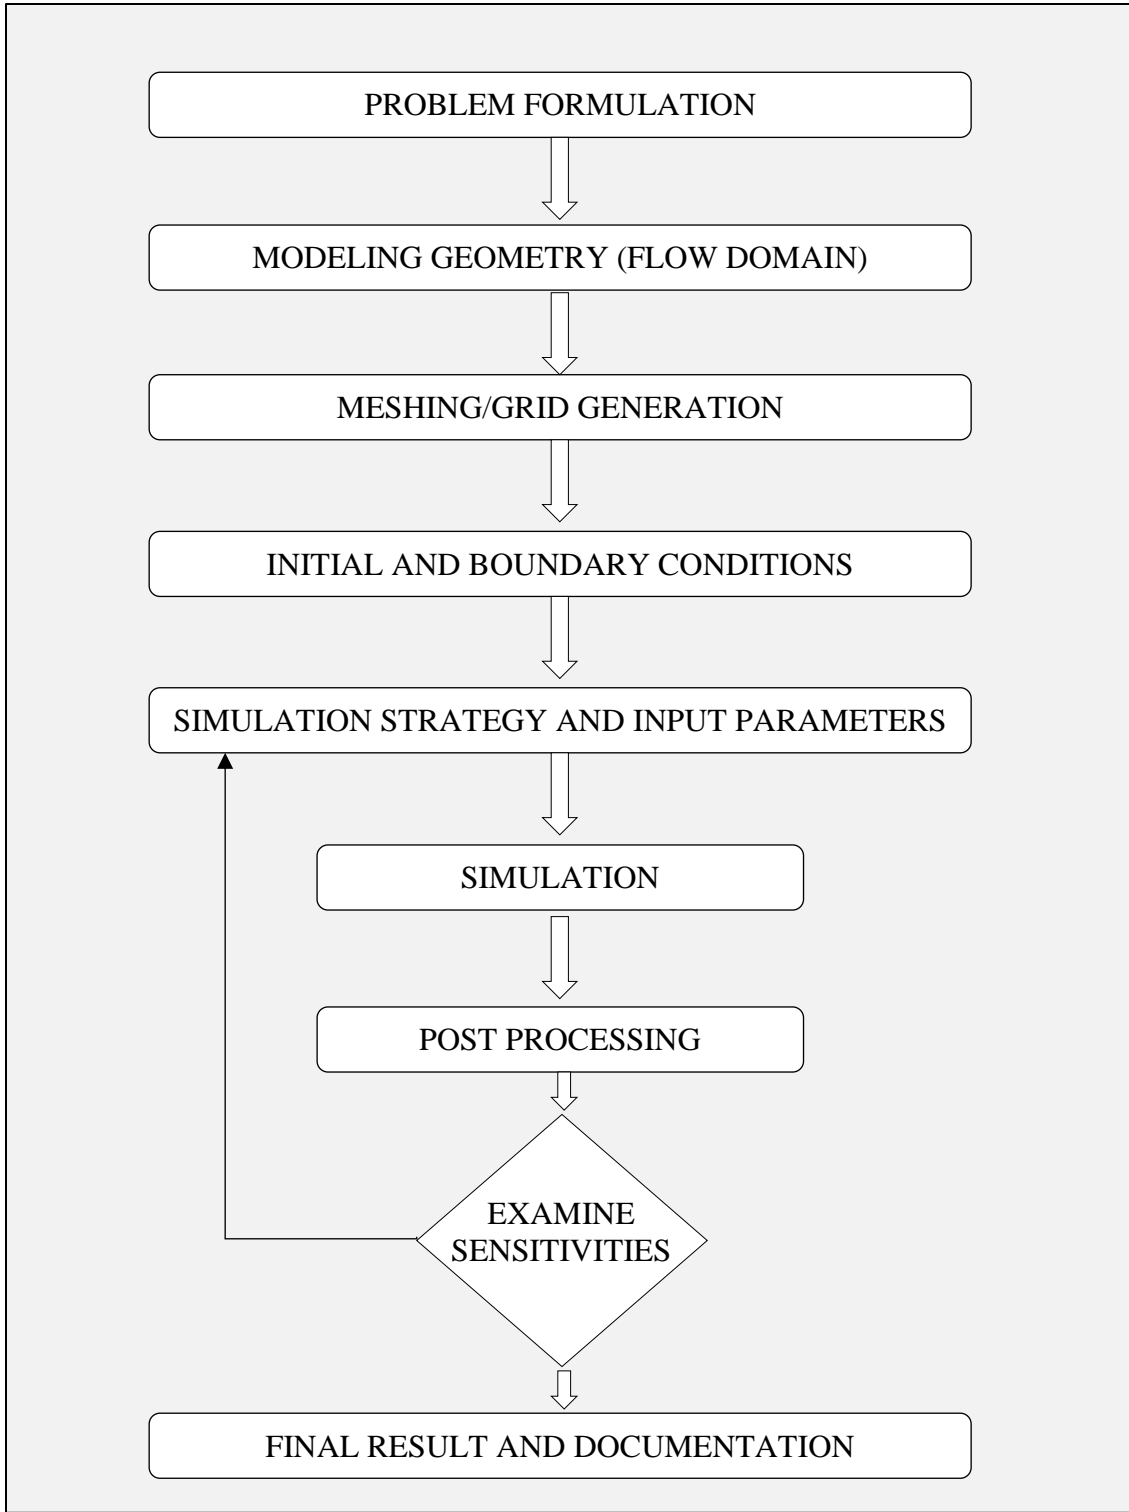 PROBLEM FORMULATION
MODELING GEOMETRY (FLOW DOMAIN)
MESHING/GRID GENERATION
INITIAL AND BOUNDARY CONDITIONS
SIMULATION STRATEGY AND INPUT PARAMETERS
SIMULATION
POST PROCESSING
EXAMINE
SENSITIVITIES
FINAL RESULT AND DOCUMENTATION